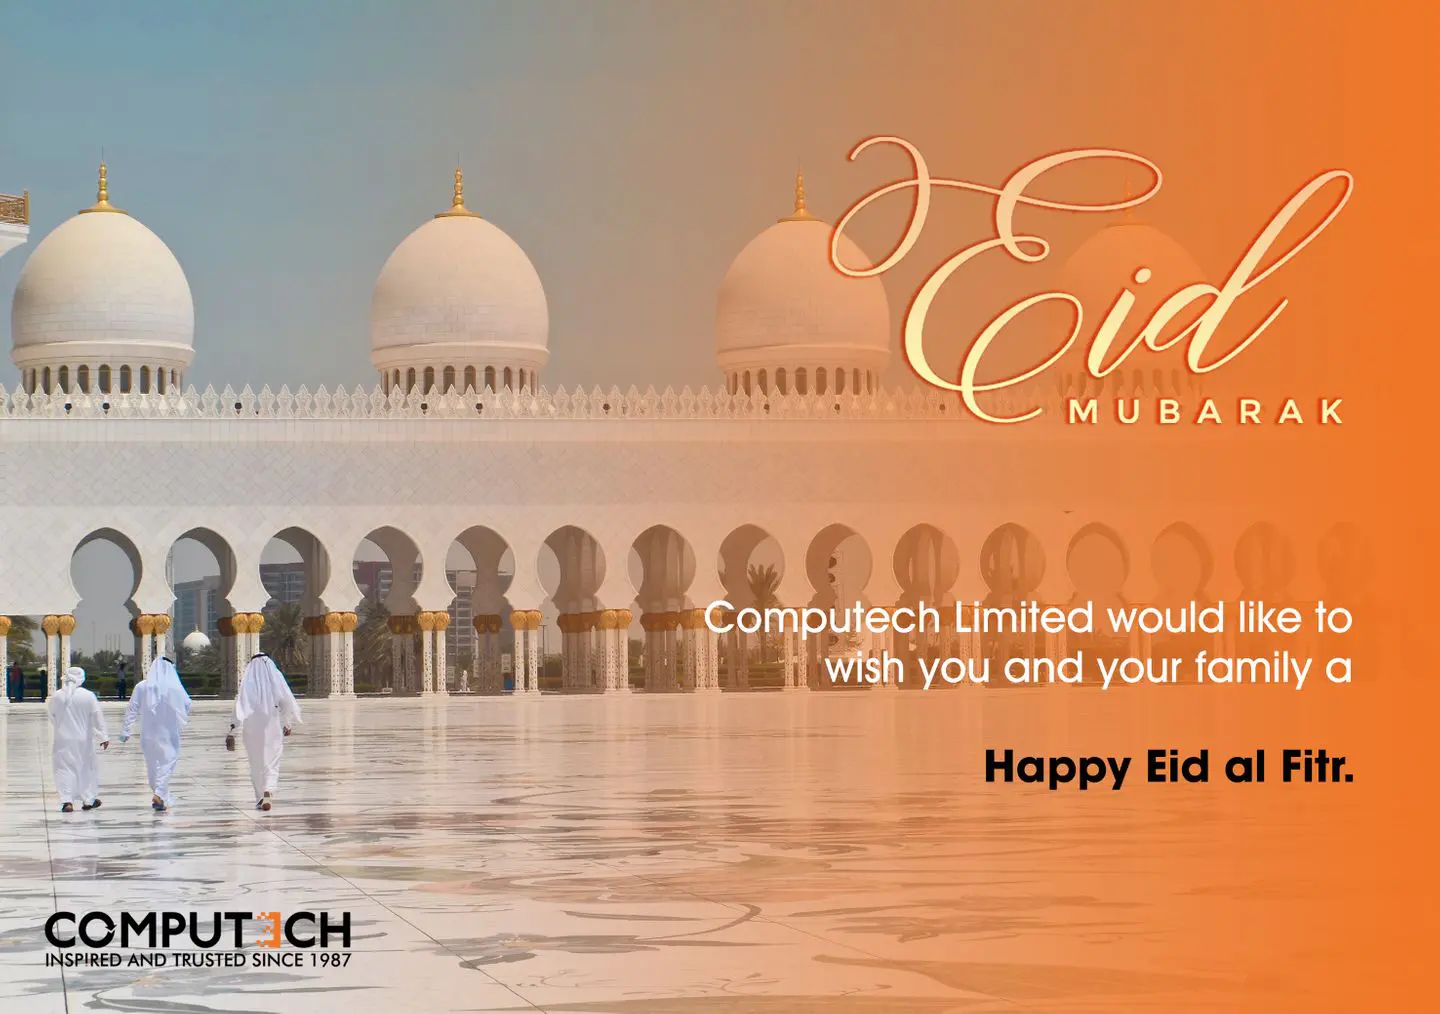 Eid
MUBARAK
Computech Limited would like to
wish you and your family a
Happy Eid al Fitr.
COMPUTECH
INSPIRED AND TRUSTED SINCE 1987